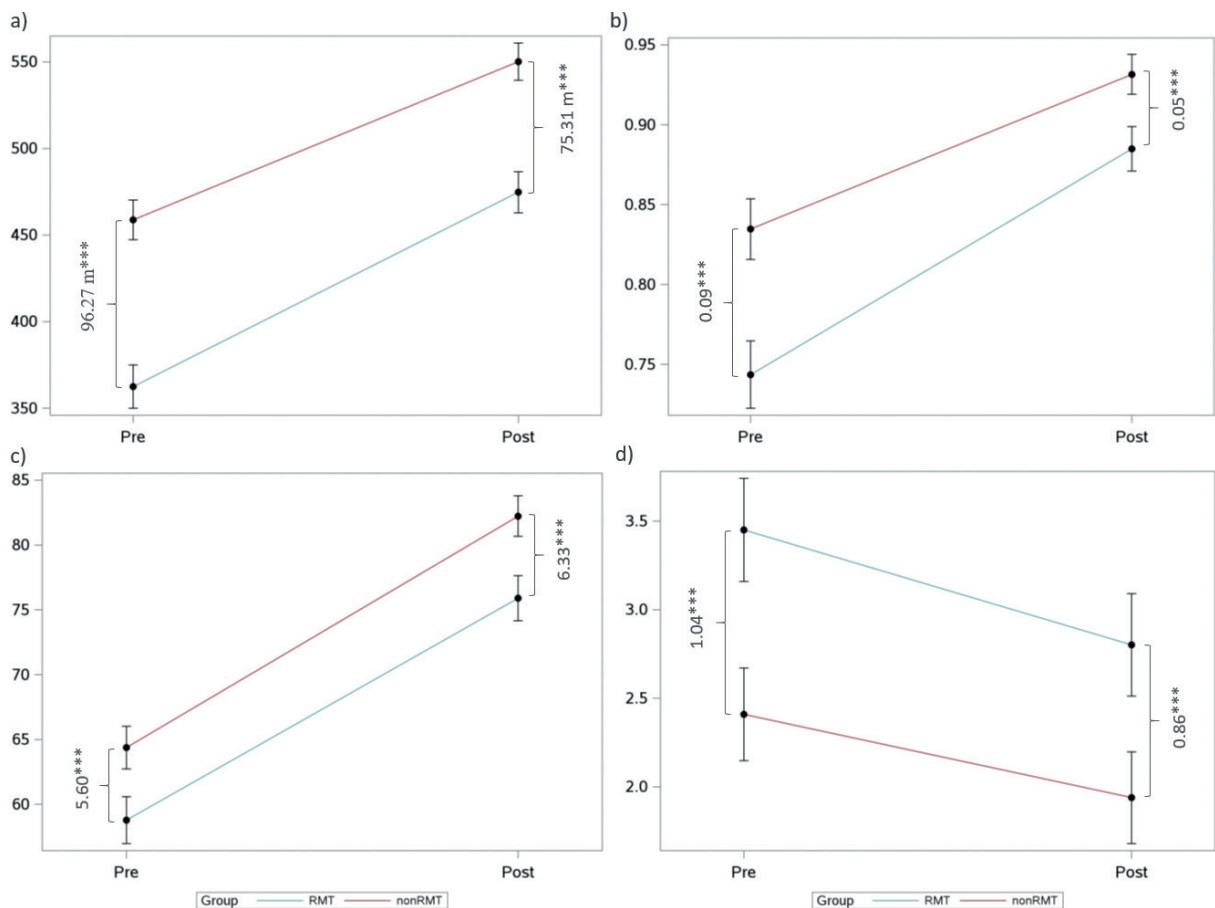 a)
550
500
450
400
350
96.27 m***
75.31 m***
Pre
Post
b)
0.95
0.90
0.85
0.80
0.75
0.09***
0.05***
Pre
Post
c)
85
80
75
70
65
60
5.60***
6.33***
Pre
Post
Group RMT nonRMT
d)
3.5
3.0
2.5
2.0
1.04***
0.86***
Pre
Post
Group RMT nonRMT